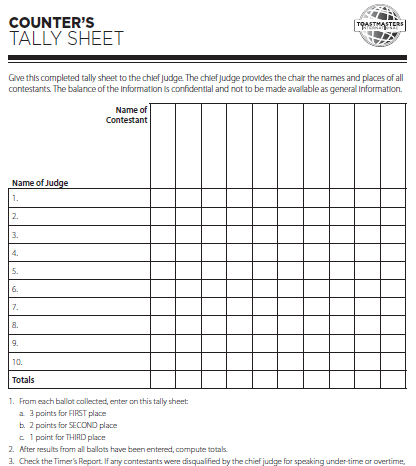 COUNTER'S
TALLY SHEET
TOASTMASTERS
INTERNATIONAL
Give this completed tally sheet to the chief judge. The chief judge provides the chair the names and places of all
contestants. The balance of the information is confidential and not to be made available as general information.
Name of
Contestant
Name of Judge
1.
2.
3.
4.
5.
6.
7.
8.
9.
10.
Totals
1. From each ballot collected, enter on this tally sheet:
a. 3 points for FIRST place
b. 2 points for SECOND place
c. 1 point for THIRD place
2. After results from all ballots have been entered, compute totals.
3. Check the Timer's Report. If any contestants were disqualified by the chief judge for speaking under-time or overtime,